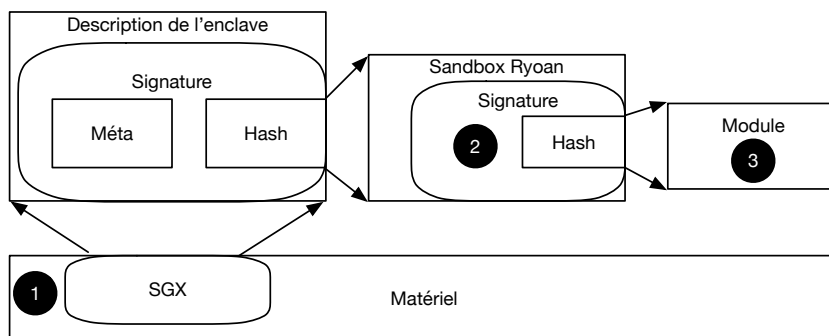 Description de l’enclave
Signature
Méta
Hash
Sandbox Ryoan
Signature
2
Hash
Module
3
1
SGX
Matériel